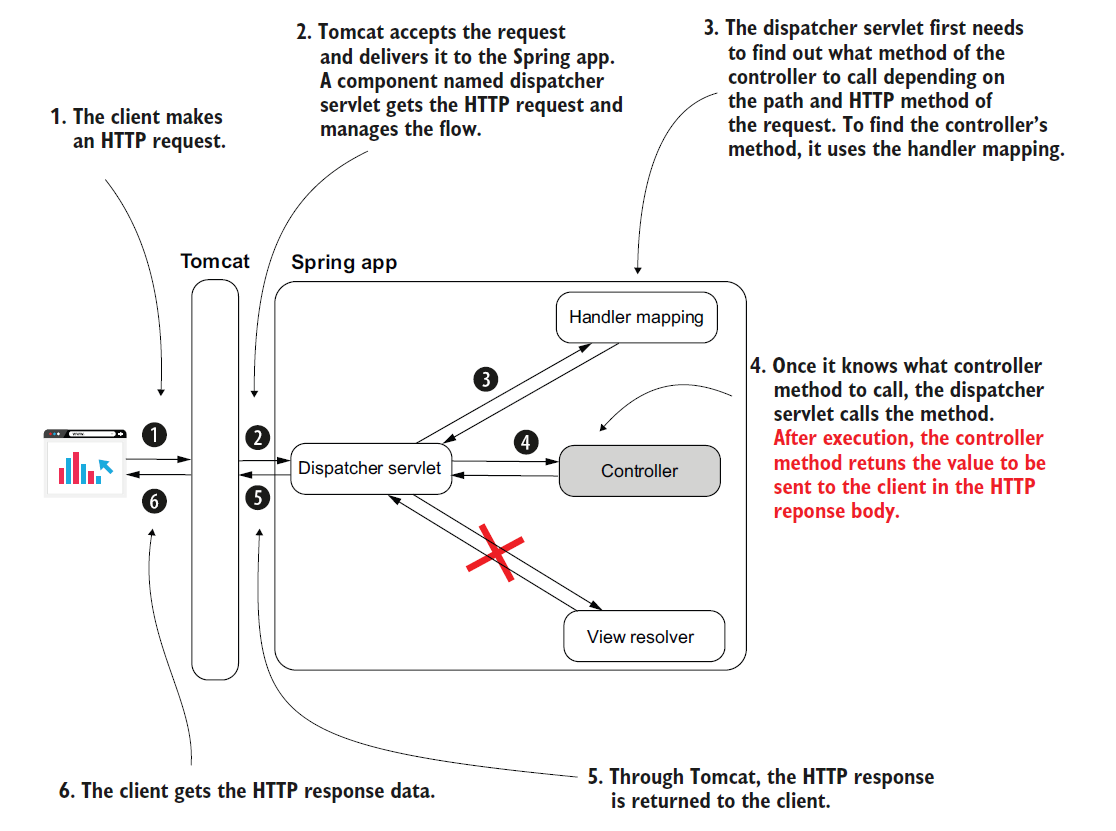 1. The client makes
an HTTP request.
2. Tomcat accepts the request
and delivers it to the Spring app.
A component named dispatcher
servlet gets the HTTP request and
manages the flow.
3. The dispatcher servlet first needs
to find out what method of the
controller to call depending on
the path and HTTP method of
the request. To find the controller's
method, it uses the handler mapping.
Tomcat
Spring app
Handler mapping
3
4. Once it knows what controller
method to call, the dispatcher
servlet calls the method.
After execution, the controller
method retuns the value to be
sent to the client in the HTTP
reponse body.
www.
1
2
Dispatcher servlet
4
Controller
6
5
View resolver
6. The client gets the HTTP response data.
5. Through Tomcat, the HTTP response
is returned to the client.